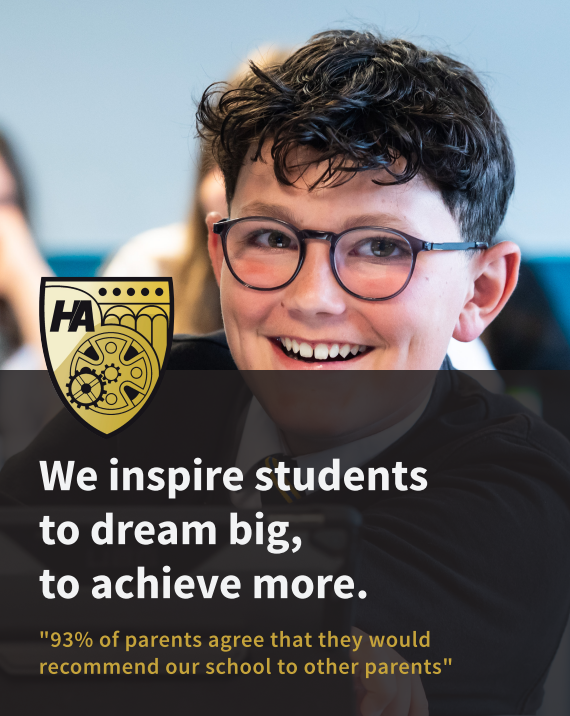 HA
We inspire students
to dream big,
to achieve more.
"93% of parents agree that they would
recommend our school to other parents"